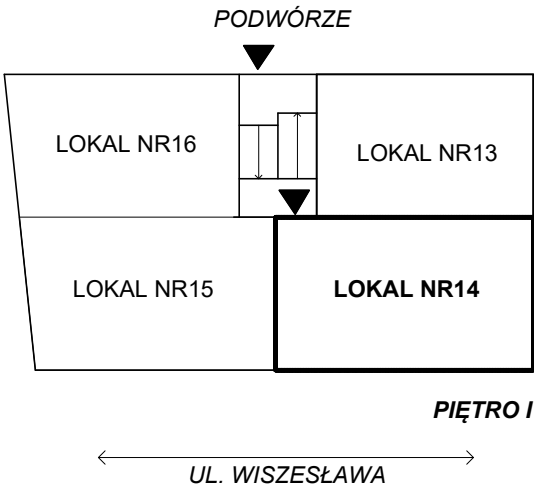 PODWÓRZE
LOKAL NR16
LOKAL NR13
LOKAL NR15
LOKAL NR14
PIĘTRO I
UL. WISZESŁAWA